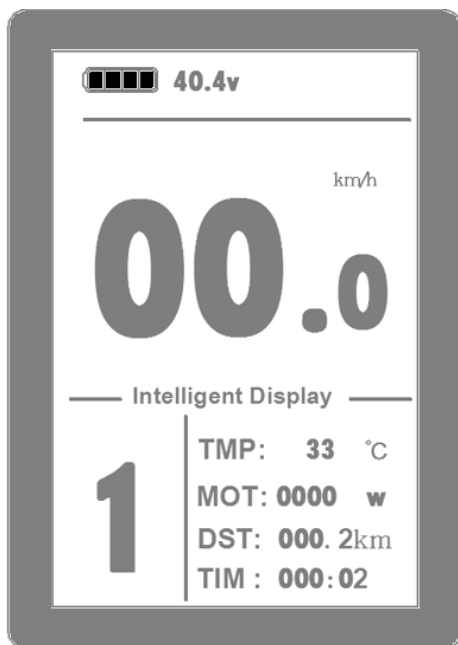 40.4v
km/h
00.0
Intelligent Display
1
TMP: 33 °C
MOT: 0000 w
DST: 000.2km
TIM : 000:02